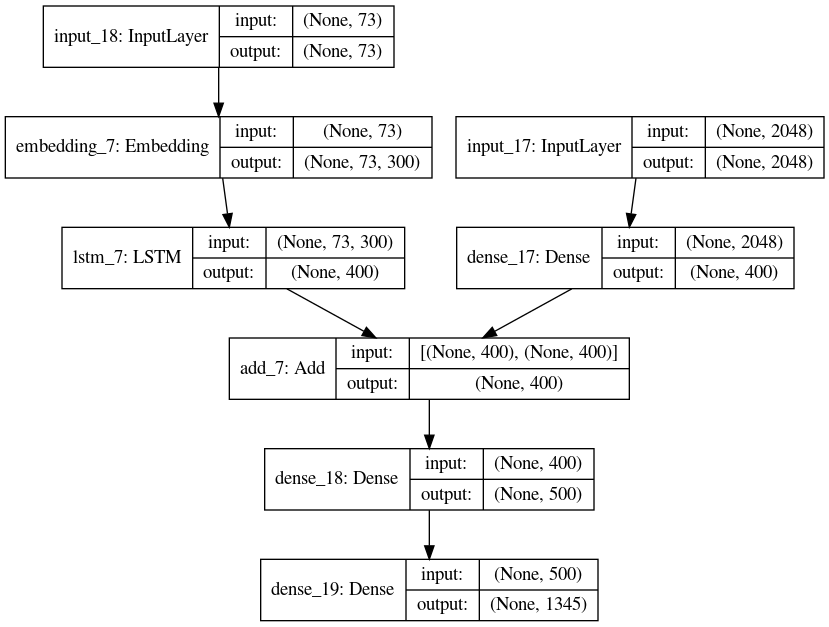 input_18: InputLayer
input: (None, 73)
output: (None, 73)
embedding_7: Embedding
input: (None, 73)
output: (None, 73, 300)
input_17: InputLayer
input: (None, 2048)
output: (None, 2048)
lstm_7: LSTM
input: (None, 73, 300)
output: (None, 400)
dense_17: Dense
input: (None, 2048)
output: (None, 400)
add_7: Add
input: [(None, 400), (None, 400)]
output: (None, 400)
dense_18: Dense
input: (None, 400)
output: (None, 500)
dense_19: Dense
input: (None, 500)
output: (None, 1345)